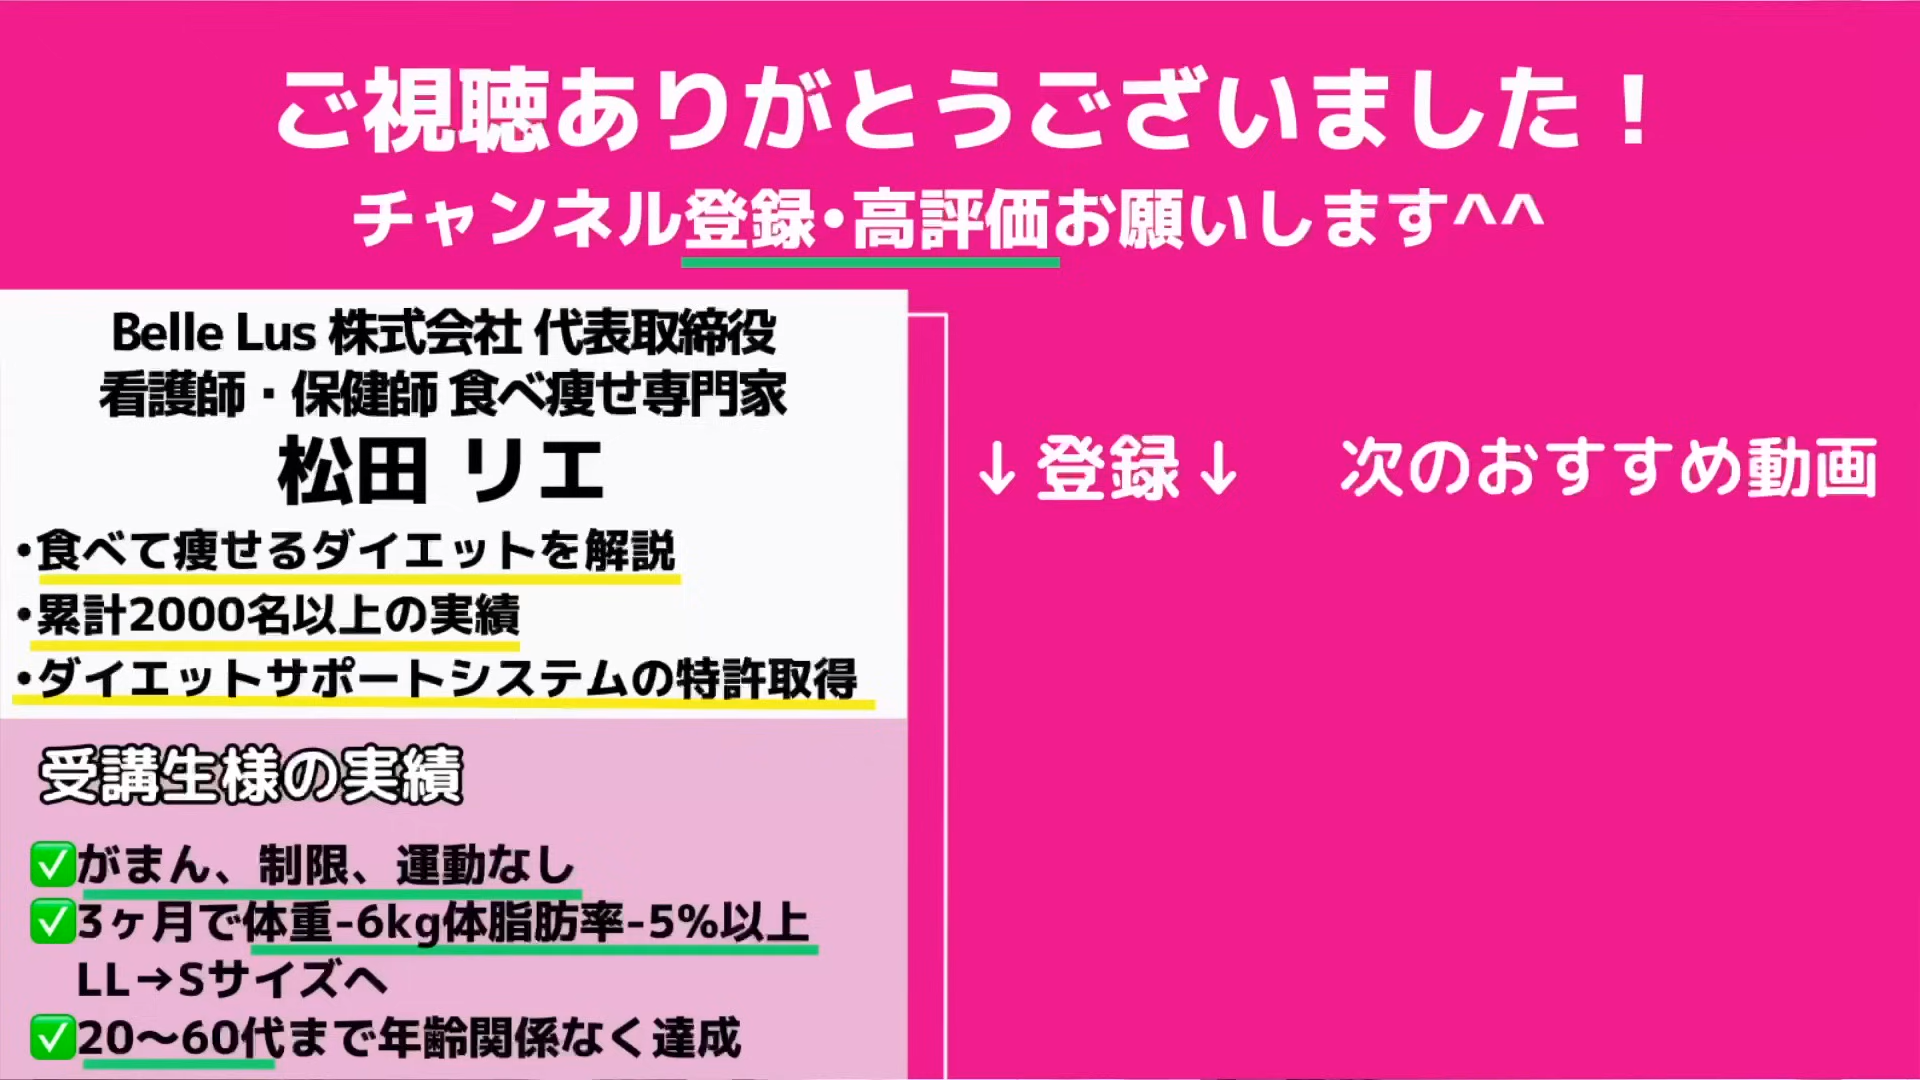 ご視聴ありがとうございました！
チャンネル登録・高評価お願いします^^
Belle Lus 株式会社 代表取締役
看護師・保健師 食べ痩せ専門家
松田 リエ
・食べて痩せるダイエットを解説
・累計2000名以上の実績
・ダイエットサポートシステムの特許取得
↓登録↓
次のおすすめ動画
受講生様の実績
✅がまん、制限、運動なし
✅3ヶ月で体重-6kg体脂肪率-5%以上
LL→Sサイズへ
✅20〜60代まで年齢関係なく達成